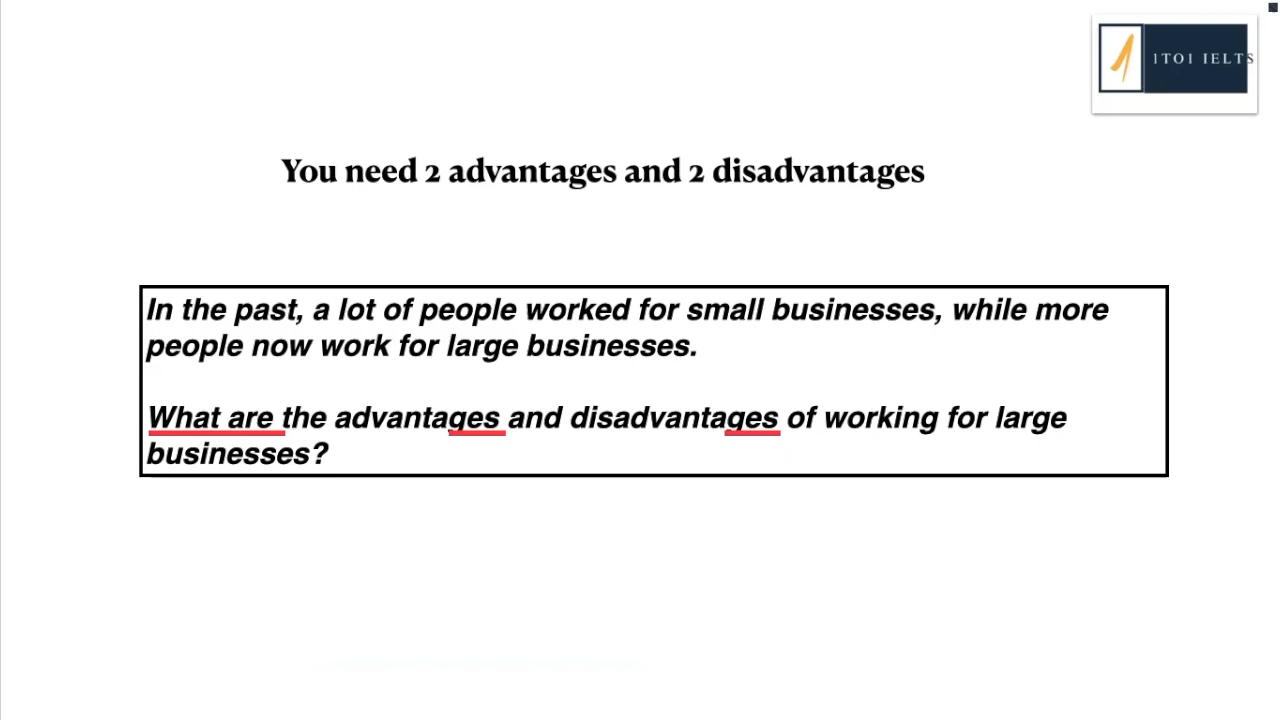 1TO1 IELTS
You need 2 advantages and 2 disadvantages
In the past, a lot of people worked for small businesses, while more
people now work for large businesses.
What are the advantages and disadvantages of working for large
businesses?